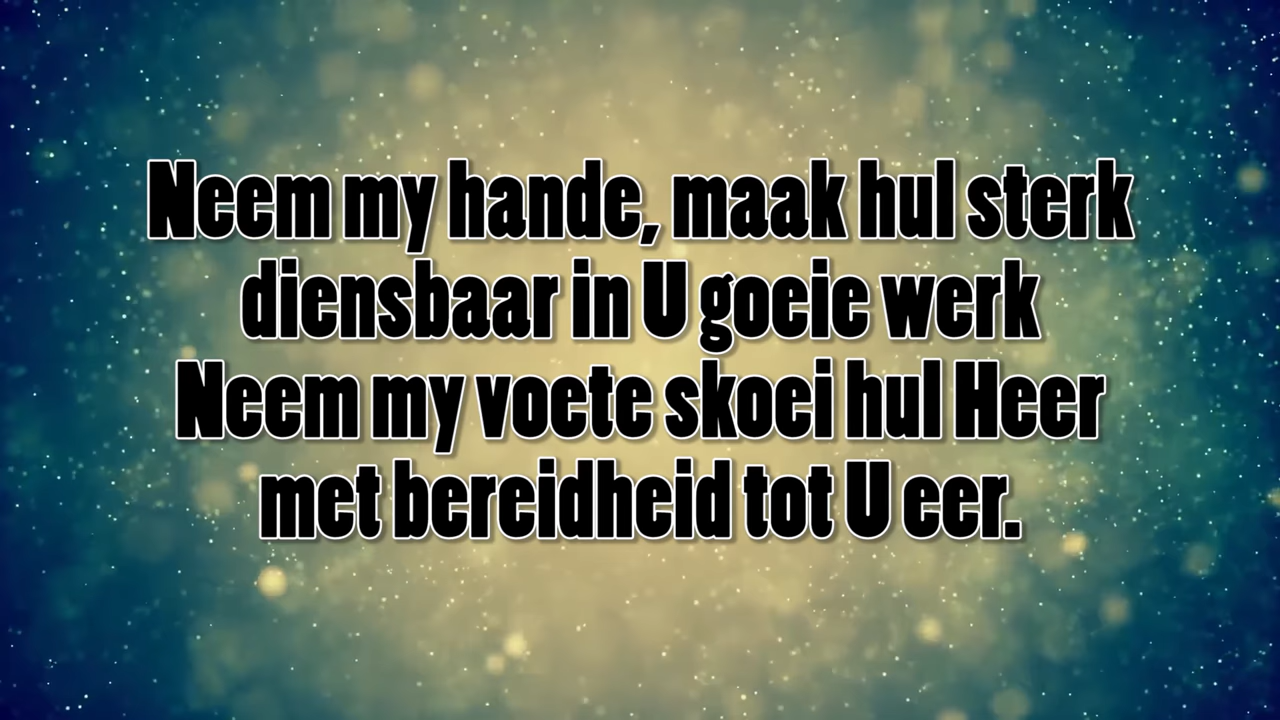 Neem my hande, maak hul sterk
diensbaar in U goeie werk
Neem my voete skoei hul Heer
met bereidheid tot U eer.